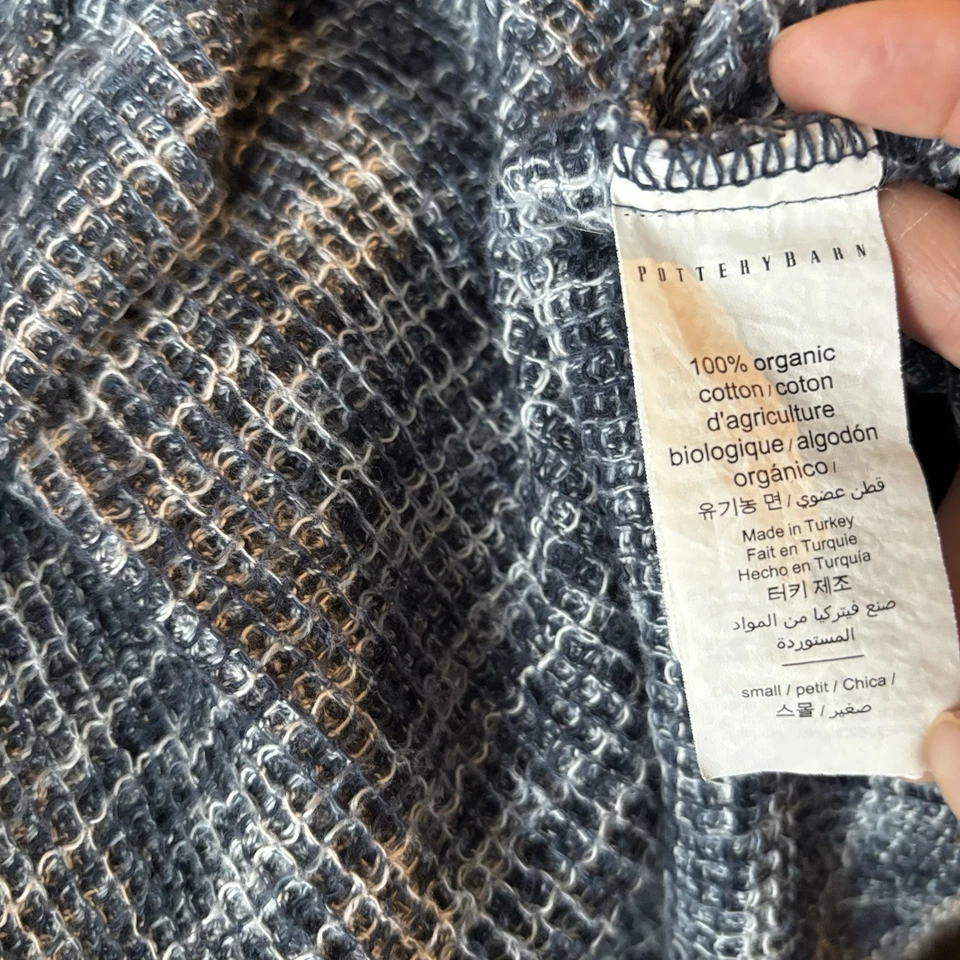 POTTERYBARN
100% organic
cotton / coton
d'agriculture
biologique / algodón
orgánico /
유기농 면 / قطن عضوي
Made in Turkey
Fait en Turquie
Hecho en Turquía
터키 제조
صنع فيتركيا من المواد
المستوردة
small / petit / Chica /
스몰 / صغير